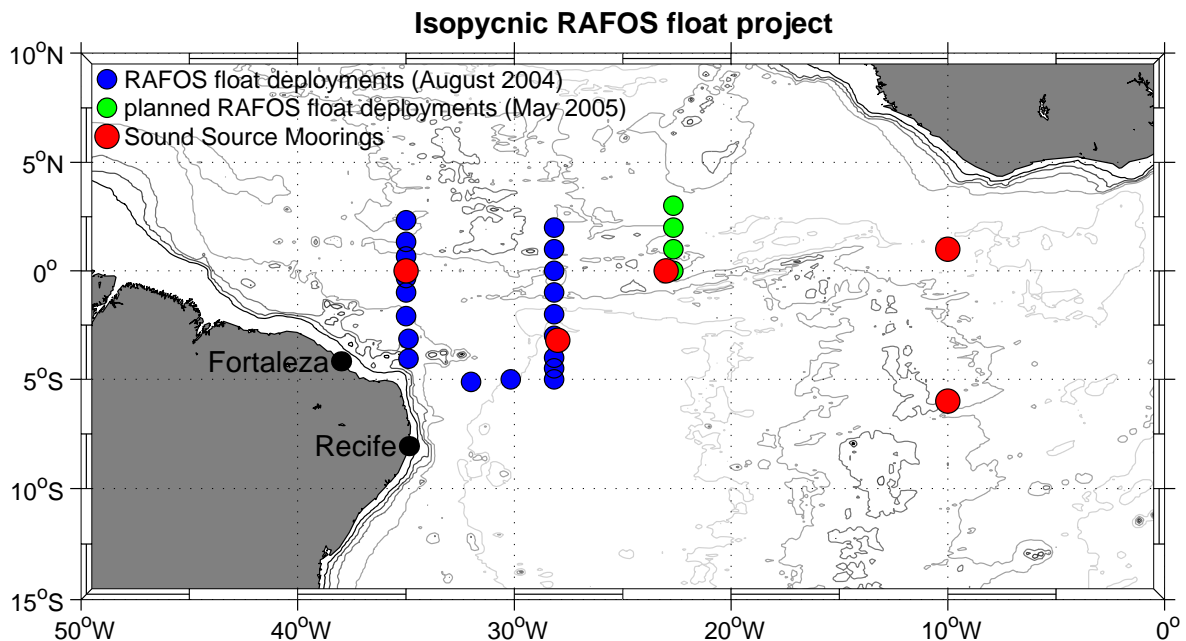 Isopycnic RAFOS float project
10°N
RAFOS float deployments (August 2004)
planned RAFOS float deployments (May 2005)
Sound Source Moorings
5°N
0°
Fortaleza
5°S
Recife
10°S
15°S
50°W 40°W 30°W 20°W 10°W 0°